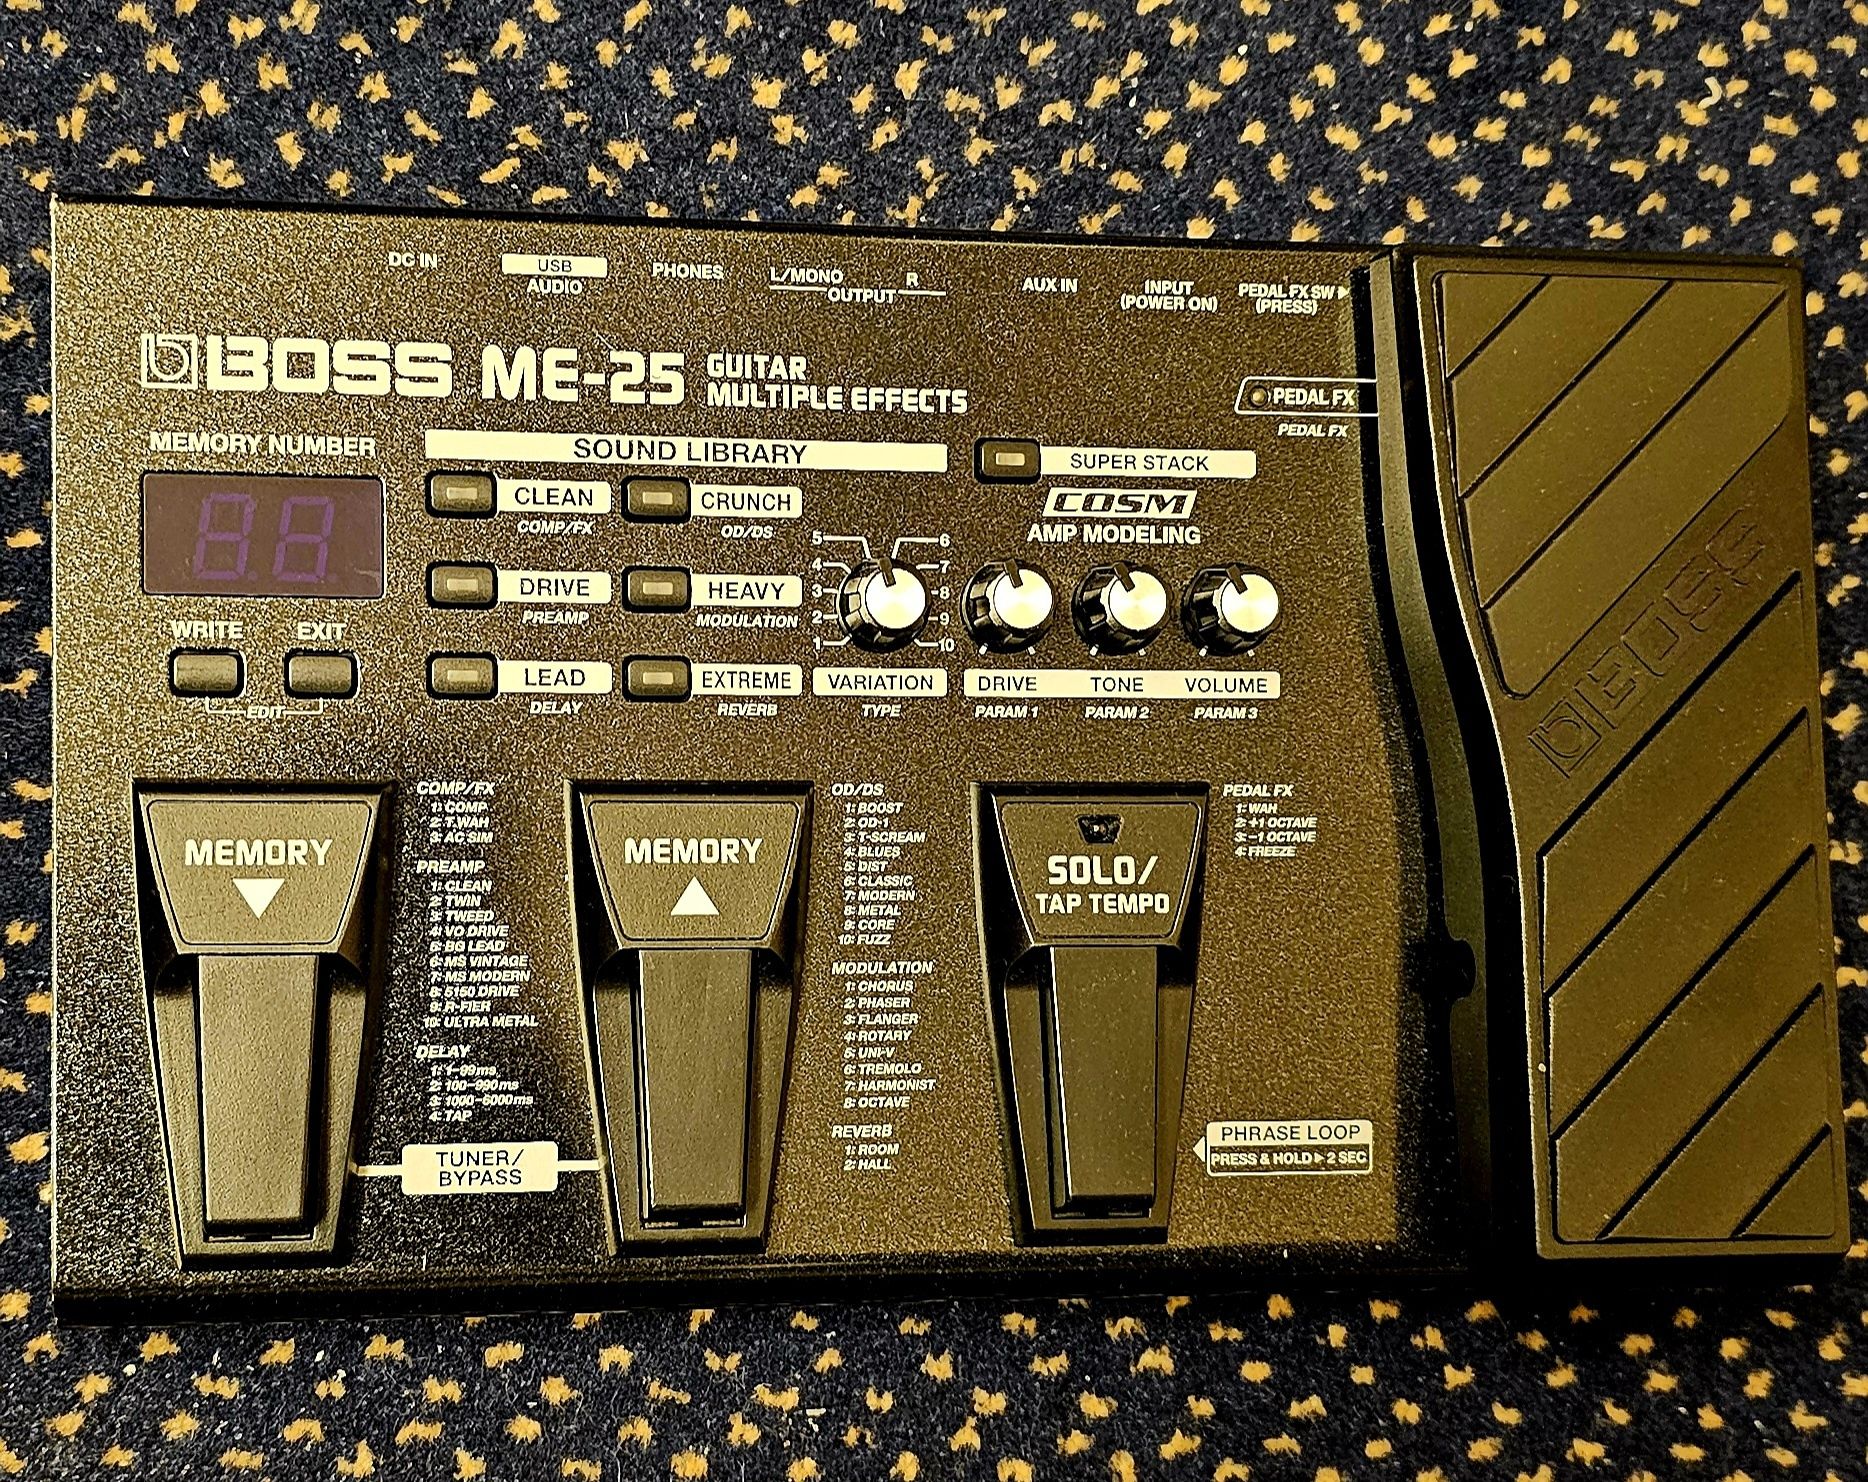 DC IN
USB
AUDIO
PHONES
L/MONO R
OUTPUT
AUX IN
INPUT
(POWER ON)
PEDAL FX SW ▶
(PRESS)
BOSS ME-25 GUITAR
MULTIPLE EFFECTS
PEDAL FX
PEDAL FX
MEMORY NUMBER
8.8
WRITE EXIT
EDIT
SOUND LIBRARY
CLEAN CRUNCH
COMP/FX OD/DS
DRIVE HEAVY
PREAMP MODULATION
LEAD EXTREME
DELAY REVERB
SUPER STACK
COSM
AMP MODELING
5 6
4 7
3 8
2 9
1 10
VARIATION DRIVE TONE VOLUME
TYPE PARAM 1 PARAM 2 PARAM 3
BOSS
MEMORY
▼
COMP/FX
1: COMP
2: T.WAH
3: AC SIM
PREAMP
1: CLEAN
2: TWIN
3: TWEED
4: VO DRIVE
5: BG LEAD
6: MS VINTAGE
7: MS MODERN
8: 5150 DRIVE
9: R-FIER
10: ULTRA METAL
DELAY
1: 1–99ms
2: 100–990ms
3: 1000–6000ms
4: TAP
TUNER/
BYPASS
MEMORY
▲
OD/DS
1: BOOST
2: OD-1
3: T-SCREAM
4: BLUES
5: DIST
6: CLASSIC
7: MODERN
8: METAL
9: CORE
10: FUZZ
MODULATION
1: CHORUS
2: PHASER
3: FLANGER
4: ROTARY
5: UNI-V
6: TREMOLO
7: HARMONIST
8: OCTAVE
REVERB
1: ROOM
2: HALL
SOLO/
TAP TEMPO
PEDAL FX
1: WAH
2: +1 OCTAVE
3: –1 OCTAVE
4: FREEZE
PHRASE LOOP
PRESS & HOLD ▶ 2 SEC